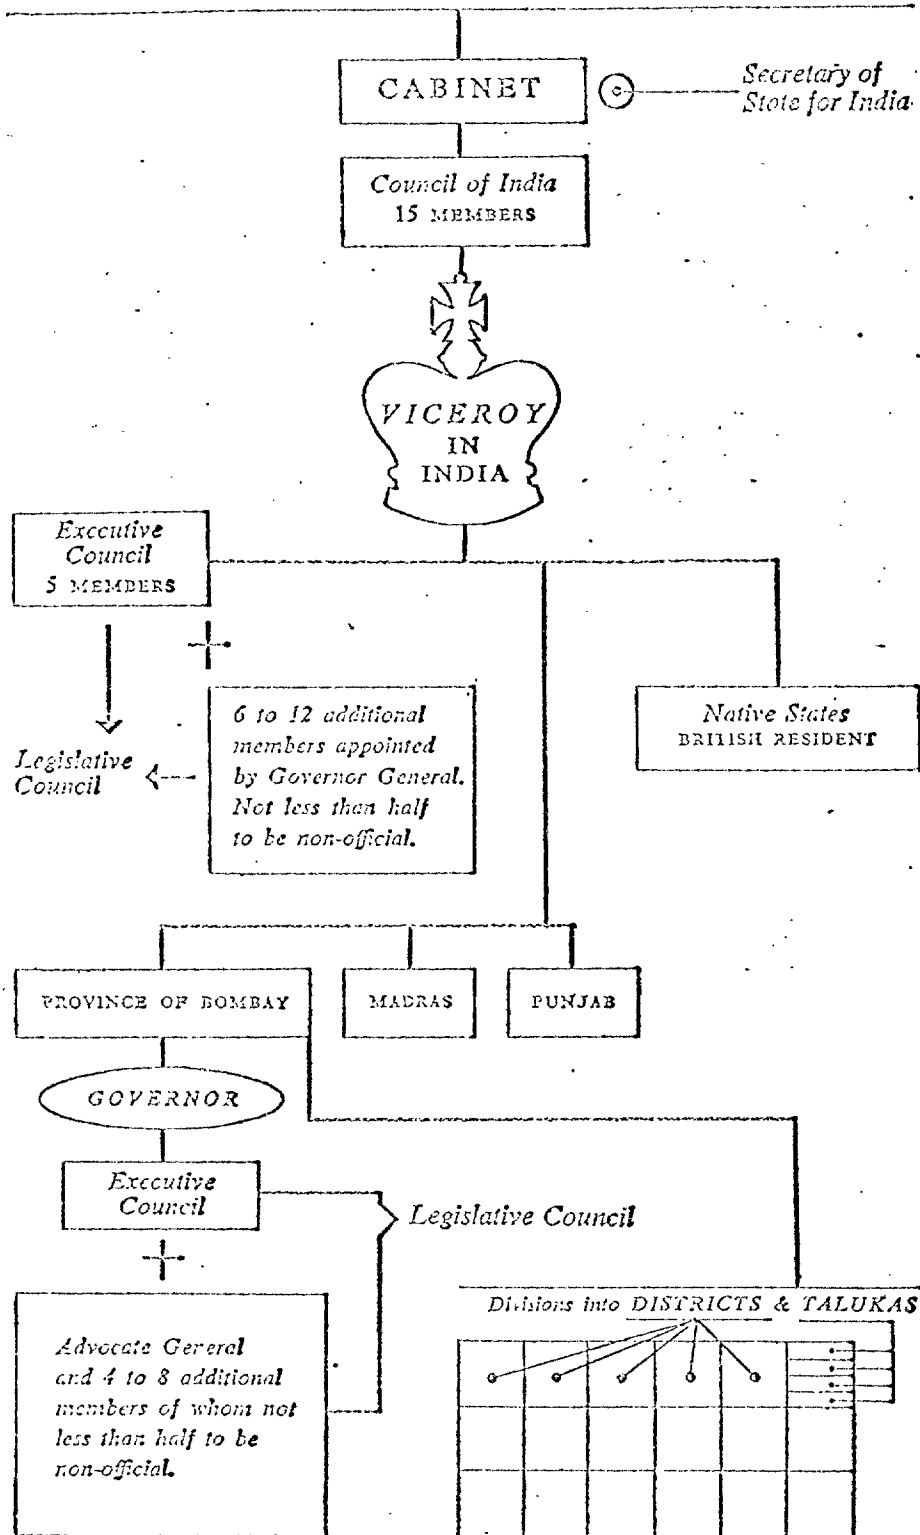 CABINET
Secretary of
State for India
Council of India
15 MEMBERS
VICEROY
IN
INDIA
Executive
Council
5 MEMBERS
6 to 12 additional
members appointed
by Governor General.
Not less than half
to be non-official.
Legislative
Council
Native States
BRITISH RESIDENT
PROVINCE OF BOMBAY
MADRAS
PUNJAB
GOVERNOR
Executive
Council
Legislative Council
Divisions into DISTRICTS & TALUKAS
Advocate General
and 4 to 8 additional
members of whom not
less than half to be
non-official.